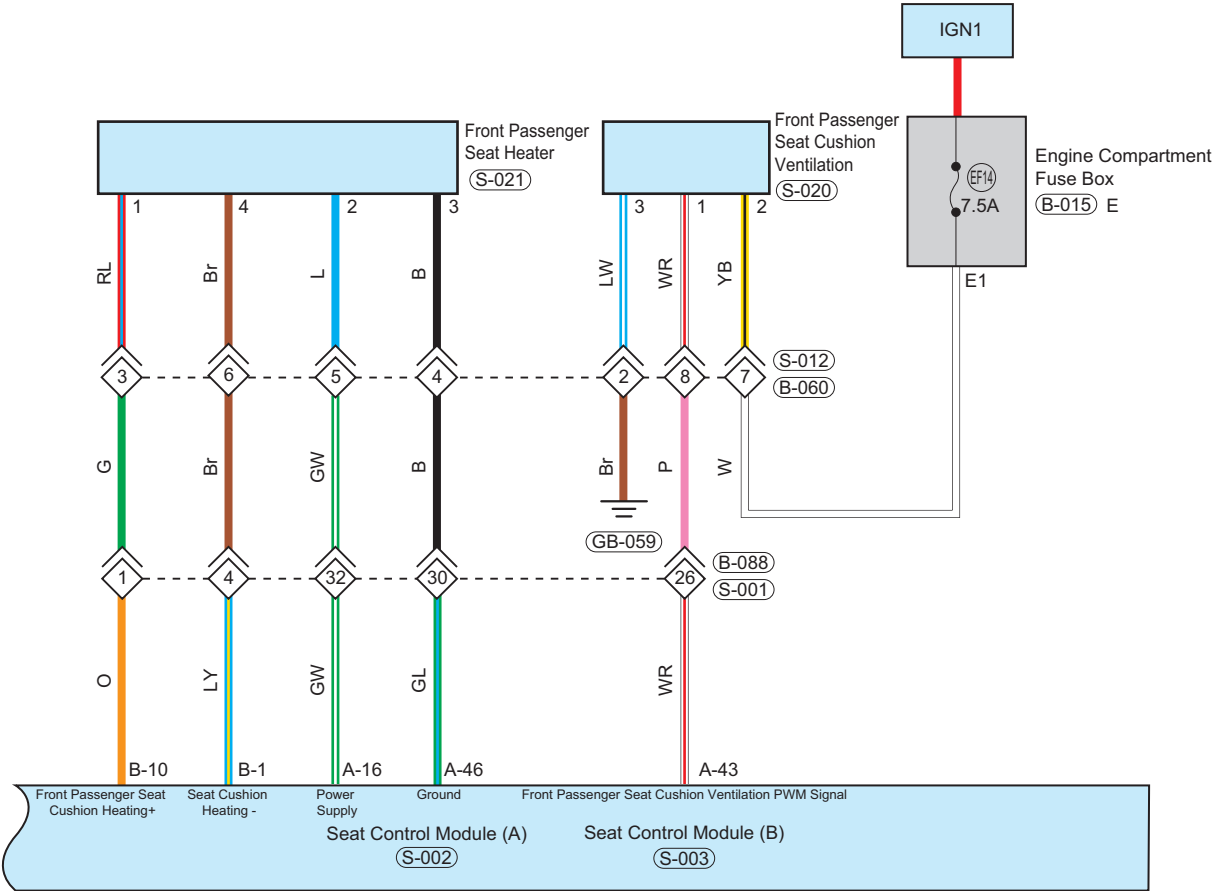 IGN1
Front Passenger
Seat Heater
S-021
Front Passenger
Seat Cushion
Ventilation
S-020
EF14
7.5A
Engine Compartment
Fuse Box
B-015 E
E1
1
4
2
3
3
1
2
RL
Br
L
B
LW
WR
YB
3
6
5
4
2
8
7
S-012
B-060
G
Br
GW
B
Br
P
W
GB-059
1
4
32
30
26
B-088
S-001
O
LY
GW
GL
WR
B-10
B-1
A-16
A-46
A-43
Front Passenger Seat
Cushion Heating+
Seat Cushion
Heating -
Power
Supply
Ground
Front Passenger Seat Cushion Ventilation PWM Signal
Seat Control Module (A)
S-002
Seat Control Module (B)
S-003